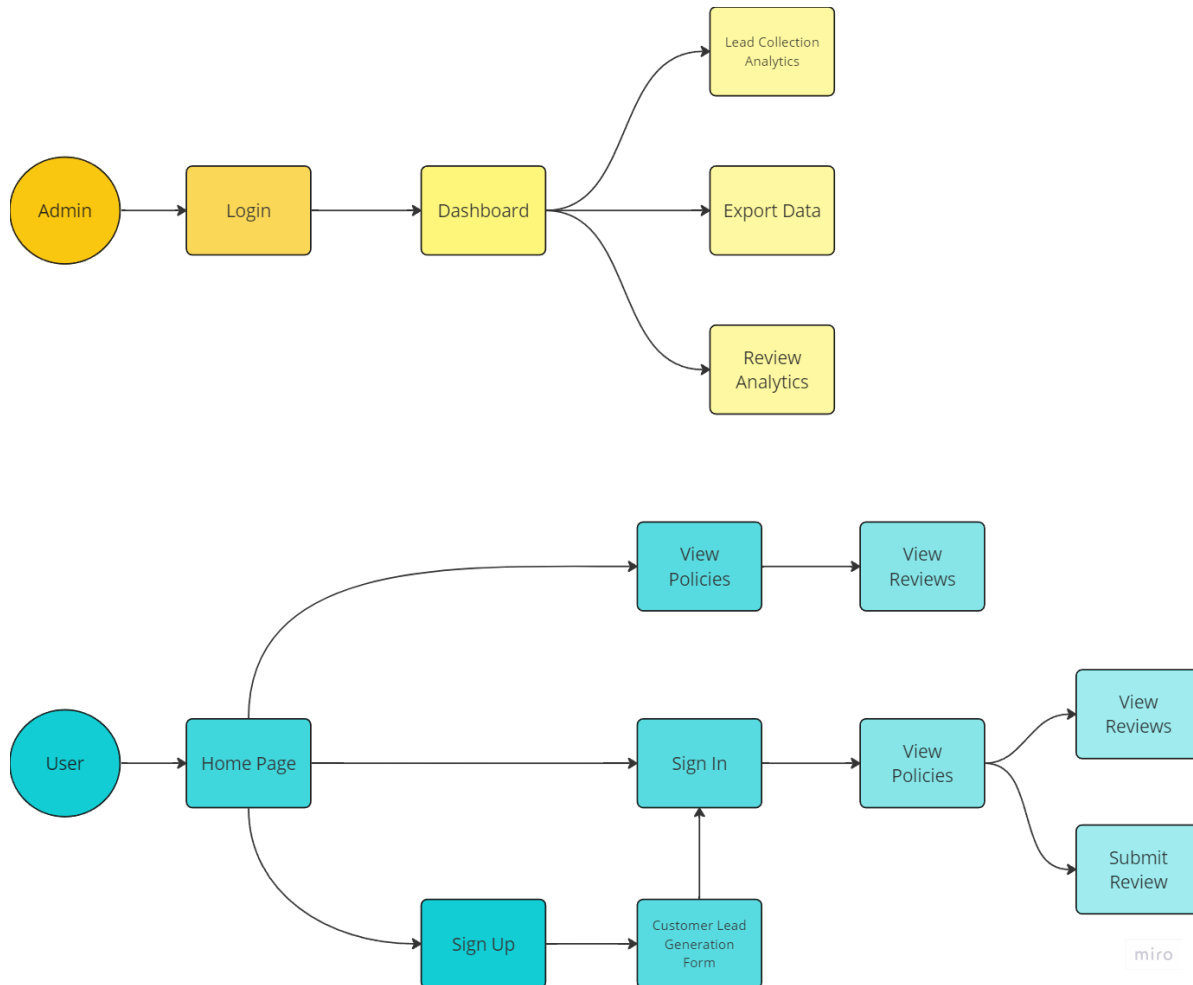 Lead Collection
Analytics
Admin
Login
Dashboard
Export Data
Review
Analytics
View
Policies
View
Reviews
User
Home Page
Sign In
View
Policies
View
Reviews
Submit
Review
Sign Up
Customer Lead
Generation
Form
miro